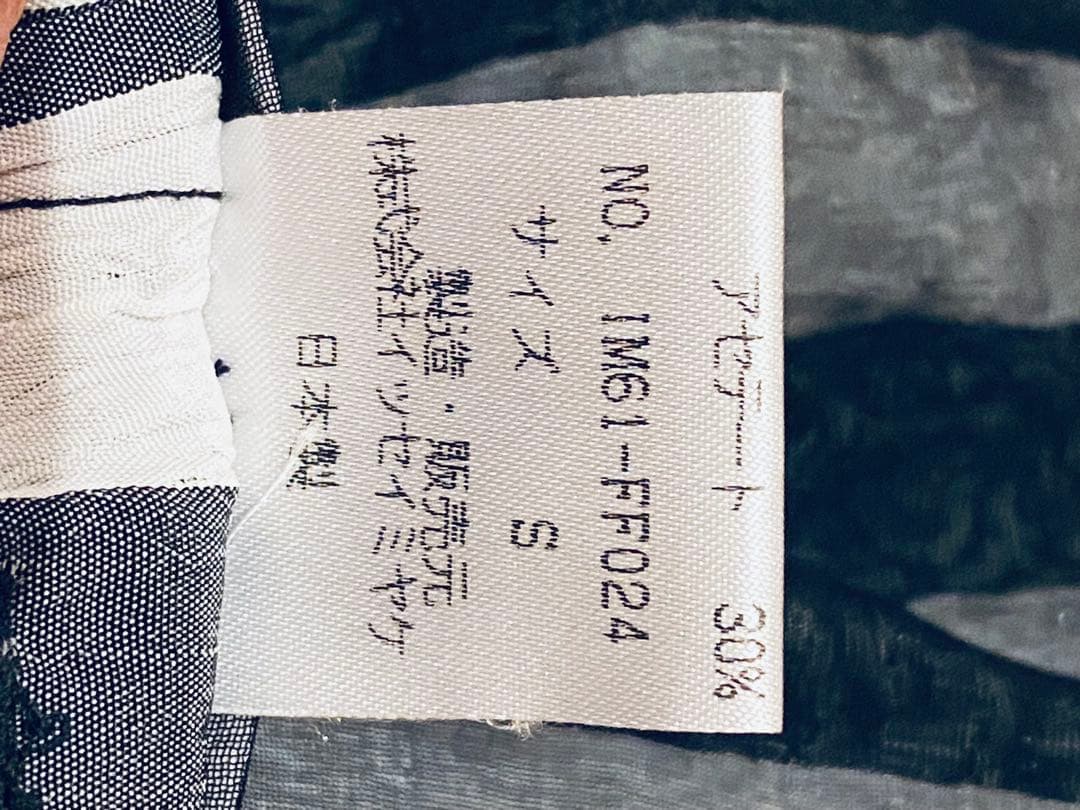 アセテート 30%
NO. IM61-FF024
サイズ S
製造・販売元
株式会社イッセイミヤケ
日本製